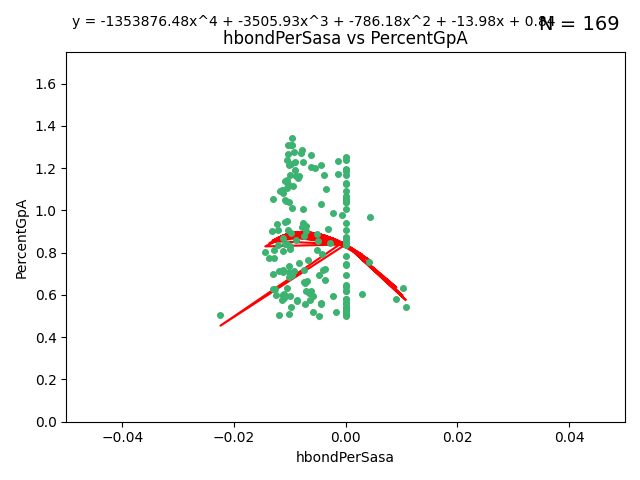 y = -1353876.48x^4 + -3505.93x^3 + -786.18x^2 + -13.98x + 0.84
N = 169
hbondPerSasa vs PercentGpA
1.6
1.4
1.2
1.0
0.8
0.6
0.4
0.2
0.0
PercentGpA
−0.04 −0.02 0.00 0.02 0.04
hbondPerSasa